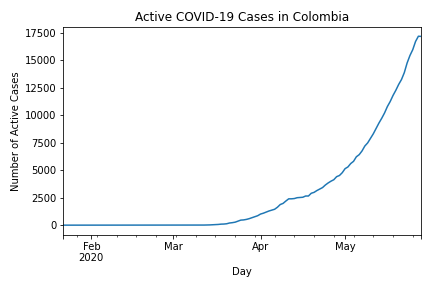 Active COVID-19 Cases in Colombia
17500
15000
12500
10000
7500
5000
2500
0
Number of Active Cases
Feb
2020
Mar
Apr
May
Day